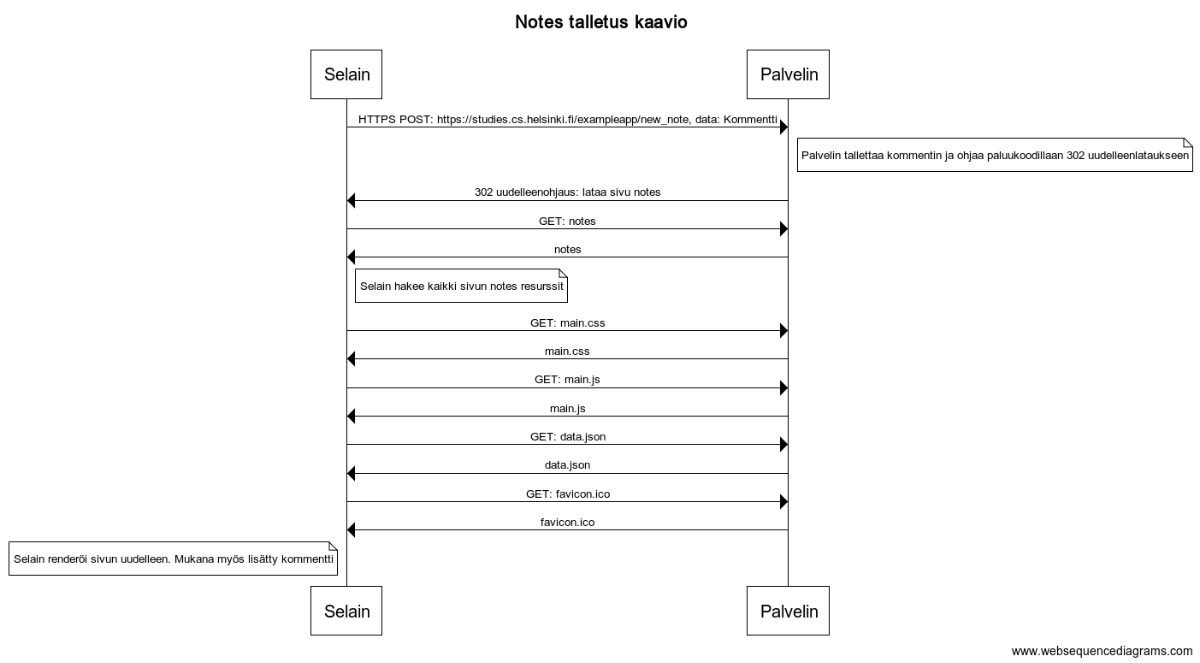 Notes talletus kaavio
Selain
Palvelin
HTTPS POST: https://studies.cs.helsinki.fi/exampleapp/new_note, data: Kommentti
Palvelin tallettaa kommentin ja ohjaa paluukoodillaan 302 uudelleenlataukseen
302 uudelleenohjaus: lataa sivu notes
GET: notes
notes
Selain hakee kaikki sivun notes resurssit
GET: main.css
main.css
GET: main.js
main.js
GET: data.json
data.json
GET: favicon.ico
favicon.ico
Selain renderöi sivun uudelleen. Mukana myös lisätty kommentti
Selain
Palvelin
www.websequencediagrams.com